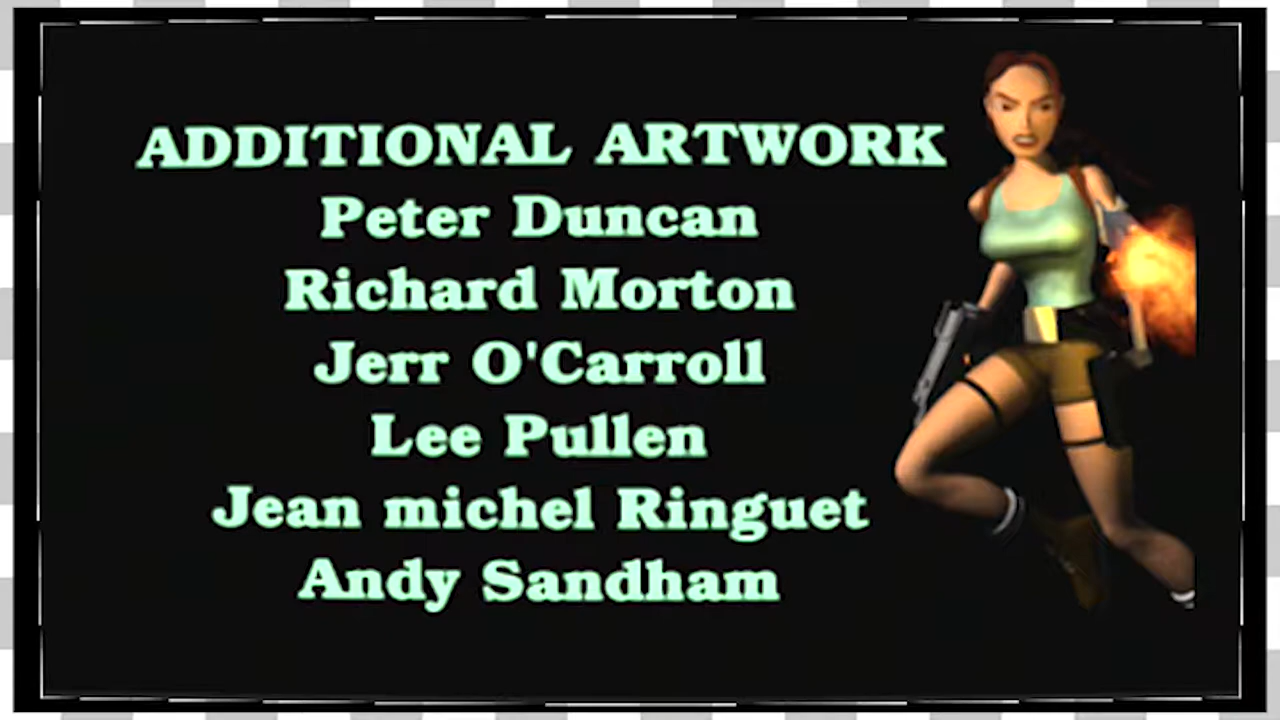 ADDITIONAL ARTWORK
Peter Duncan
Richard Morton
Jerr O'Carroll
Lee Pullen
Jean michel Ringuet
Andy Sandham